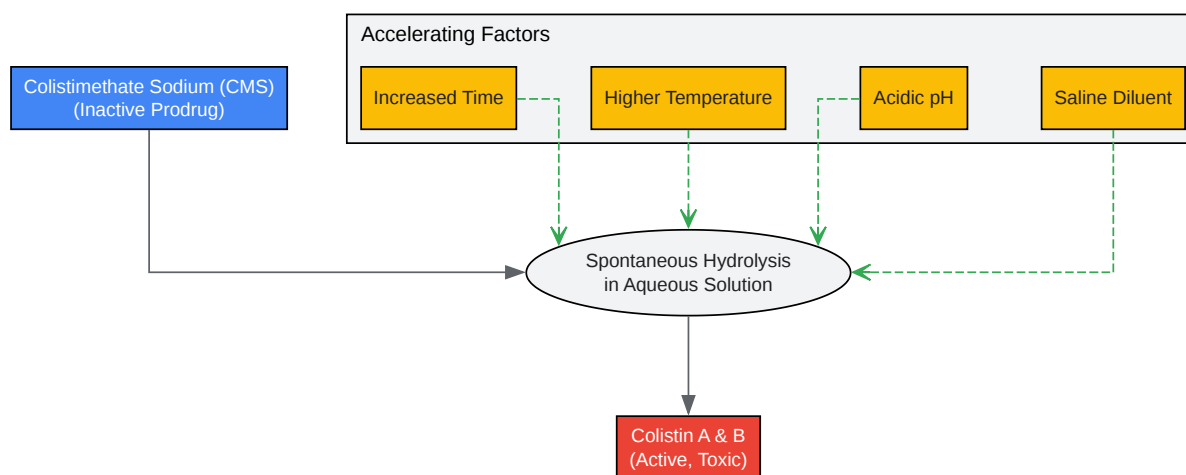 Accelerating Factors
Colistimethate Sodium (CMS)
(Inactive Prodrug)
Increased Time
Higher Temperature
Acidic pH
Saline Diluent
Spontaneous Hydrolysis
in Aqueous Solution
Colistin A & B
(Active, Toxic)